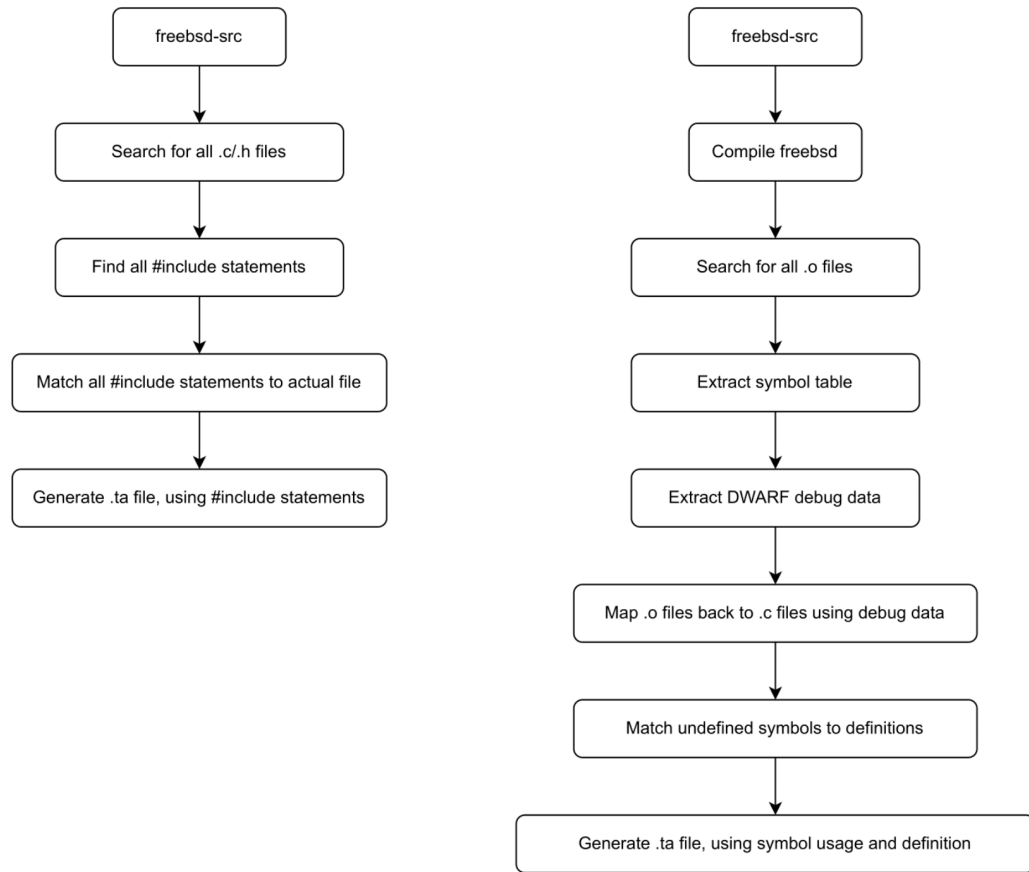 freebsd-src
Search for all .c/.h files
Find all #include statements
Match all #include statements to actual file
Generate .ta file, using #include statements
freebsd-src
Compile freebsd
Search for all .o files
Extract symbol table
Extract DWARF debug data
Map .o files back to .c files using debug data
Match undefined symbols to definitions
Generate .ta file, using symbol usage and definition